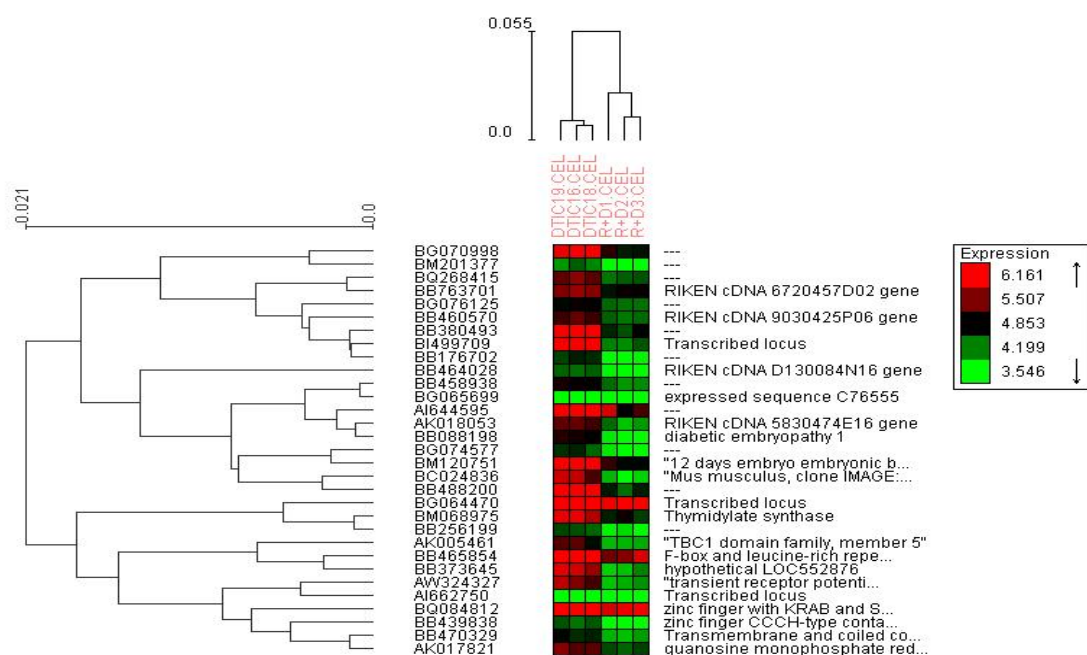 0.055
0.0
DTIC19.CEL
DTIC16.CEL
DTIC18.CEL
R+D1.CEL
R+D2.CEL
R+D3.CEL
0.021
0.0
BG070998 ---
BM201377 ---
BQ268415 ---
BB763701 RIKEN cDNA 6720457D02 gene
BG076125 ---
BB460570 RIKEN cDNA 9030425P06 gene
BB380493 ---
BI499709 Transcribed locus
BB176702 ---
BB464028 RIKEN cDNA D130084N16 gene
BB458938 ---
BG065699 expressed sequence C76555
AI644595 ---
AK018053 RIKEN cDNA 5830474E16 gene
BB088198 diabetic embryopathy 1
BG074577 ---
BM120751 "12 days embryo embryonic b...
BC024836 "Mus musculus, clone IMAGE:...
BB488200 ---
BG064470 Transcribed locus
BM068975 Thymidylate synthase
BB256199 ---
AK005461 "TBC1 domain family, member 5"
BB465854 F-box and leucine-rich repe...
BB373645 hypothetical LOC552876
AW324327 "transient receptor potenti...
AI662750 Transcribed locus
BQ084812 zinc finger with KRAB and S...
BB439838 zinc finger CCCH-type conta...
BB470329 Transmembrane and coiled co...
AK017821 guanosine monophosphate red...
Expression
6.161
5.507
4.853
4.199
3.546